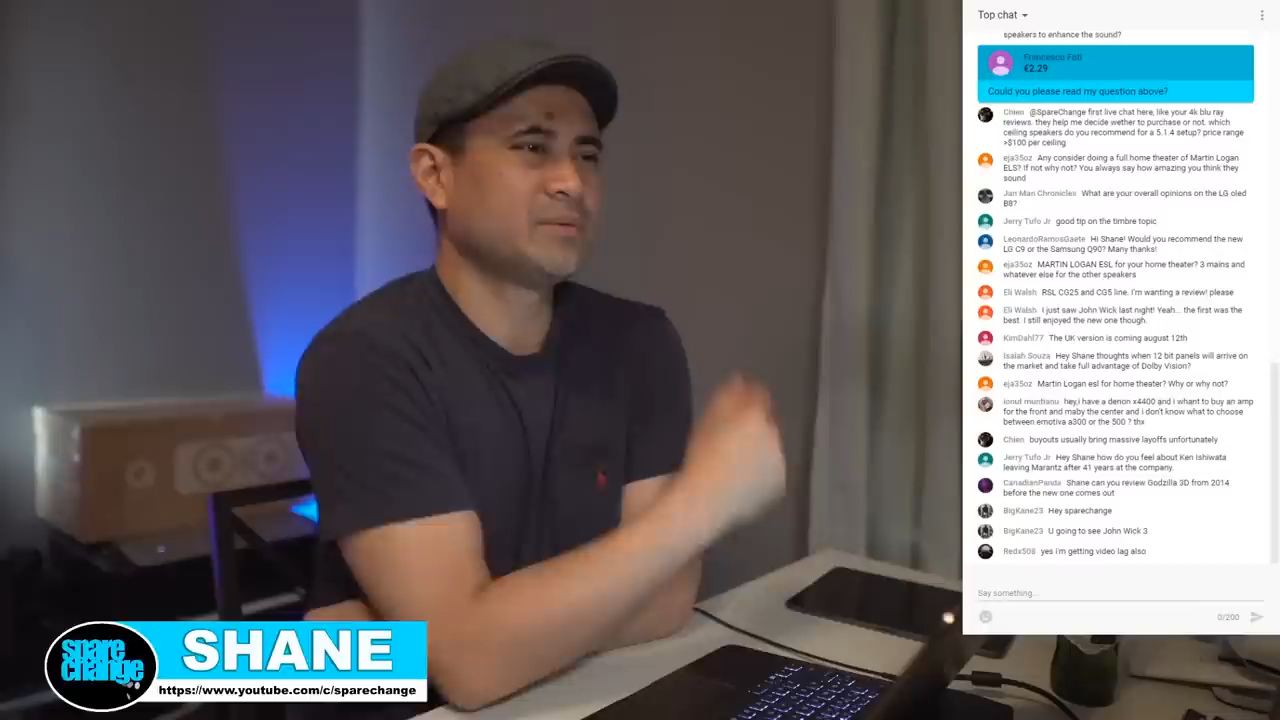 Top chat
speakers to enhance the sound?
Francesco Foti
€2.29
Could you please read my question above?
Chien @SpareChange first live chat here, like your 4k blu ray
reviews. they help me decide wether to purchase or not. which
ceiling speakers do you recommend for a 5.1.4 setup? price range
>$100 per ceiling
eja35oz Any consider doing a full home theater of Martin Logan
ELS? If not why not? You always say how amazing you think they
sound
Jan Man Chronicles What are your overall opinions on the LG oled
B8?
Jerry Tufo Jr good tip on the timbre topic
LeonardoRamosGaete Hi Shane! Would you recommend the new
LG C9 or the Samsung Q90? Many thanks!
eja35oz MARTIN LOGAN ESL for your home theater? 3 mains and
whatever else for the other speakers
Eli Walsh RSL CG25 and CG5 line. I'm wanting a review! please
Eli Walsh I just saw John Wick last night! Yeah... the first was the
best. I still enjoyed the new one though.
KimDahl77 The UK version is coming august 12th
Isaiah Souza Hey Shane thoughts when 12 bit panels will arrive on
the market and take full advantage of Dolby Vision?
eja35oz Martin Logan esl for home theater? Why or why not?
ionut muntianu hey,i have a denon x4400 and i whant to buy an amp
for the front and maby the center and i don't know what to choose
between emotiva a300 or the 500 ? thx
Chien buyouts usually bring massive layoffs unfortunately
Jerry Tufo Jr Hey Shane how do you feel about Ken Ishiwata
leaving Marantz after 41 years at the company.
CanadianPanda Shane can you review Godzilla 3D from 2014
before the new one comes out
BigKane23 Hey sparechange
BigKane23 U going to see John Wick 3
Redx508 yes i'm getting video lag also
Say something...
0/200
spare
change
SHANE
https://www.youtube.com/c/sparechange